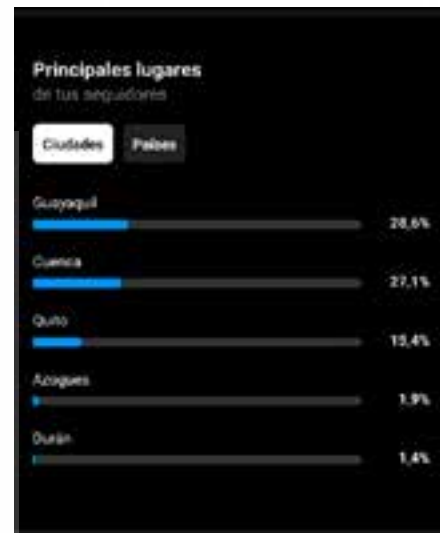 Principales lugares
de tus seguidores
Ciudades Países
Guayaquil
28,6%
Cuenca
27,1%
Quito
15,4%
Azogues
1.9%
Durán
1,4%